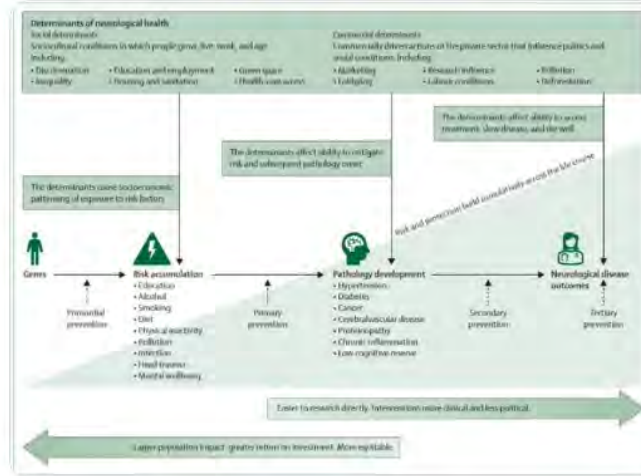 Determinants of neurological health
Social determinants
Sociocultural conditions in which people grow, live, work, and age
including:
• Discrimination • Education and employment • Green space
• Inequality • Housing and sanitation • Health-care access
Commercial determinants
Commercially driven actions of the private sector that influence politics and
social conditions, including:
• Marketing • Research influence • Pollution
• Lobbying • Labour conditions • Deforestation
The determinants affect ability to access
treatment, slow disease, and die well
The determinants affect ability to mitigate
risk and subsequent pathology onset
The determinants cause socioeconomic
patterning of exposure to risk factors
Risk and protection build cumulatively across the life course
Genes
Risk accumulation
• Education
• Alcohol
• Smoking
• Diet
• Physical inactivity
• Pollution
• Infection
• Head trauma
• Mental wellbeing
Pathology development
• Hypertension
• Diabetes
• Cancer
• Cerebralvascular disease
• Proteinopathy
• Chronic inflammation
• Low cognitive reserve
Neurological disease
outcomes
Primordial
prevention
Primary
prevention
Secondary
prevention
Tertiary
prevention
Easier to research directly. Interventions more clinical and less political.
Larger population impact: greater return on investment. More equitable.